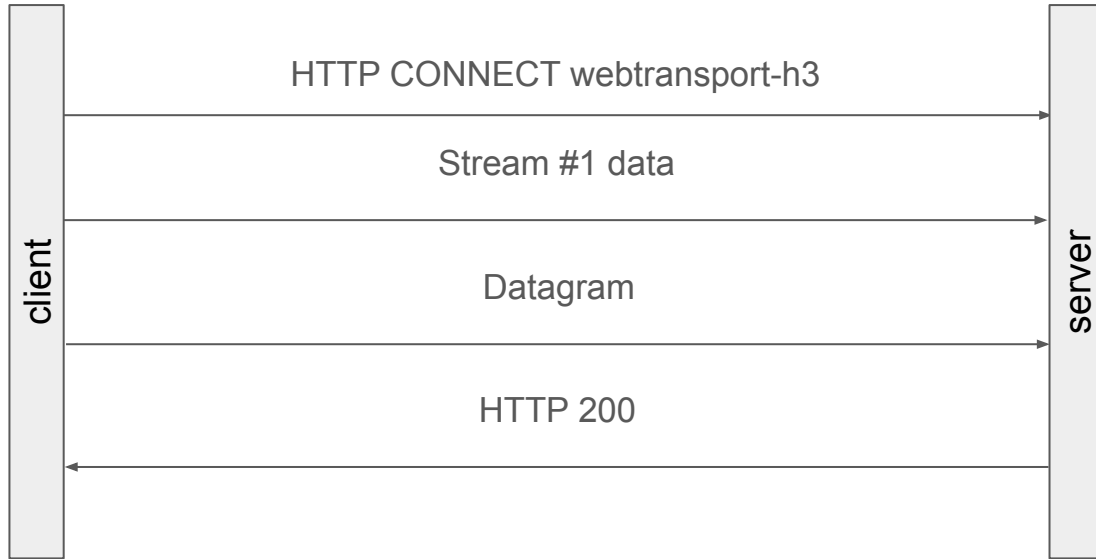 HTTP CONNECT webtransport-h3
Stream #1 data
client
Datagram
server
HTTP 200